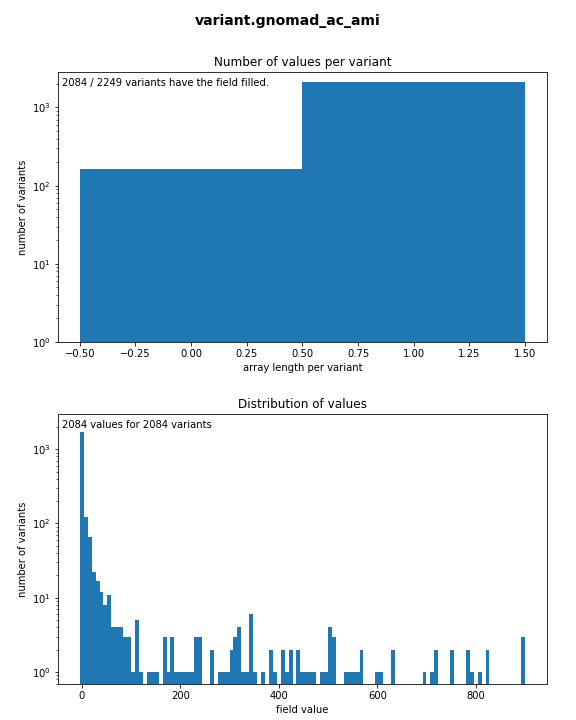 variant.gnomad_ac_ami
Number of values per variant
2084 / 2249 variants have the field filled.
number of variants
10³
10²
10¹
10⁰
−0.50 −0.25 0.00 0.25 0.50 0.75 1.00 1.25 1.50
array length per variant
Distribution of values
2084 values for 2084 variants
number of variants
10³
10²
10¹
10⁰
0 200 400 600 800
field value